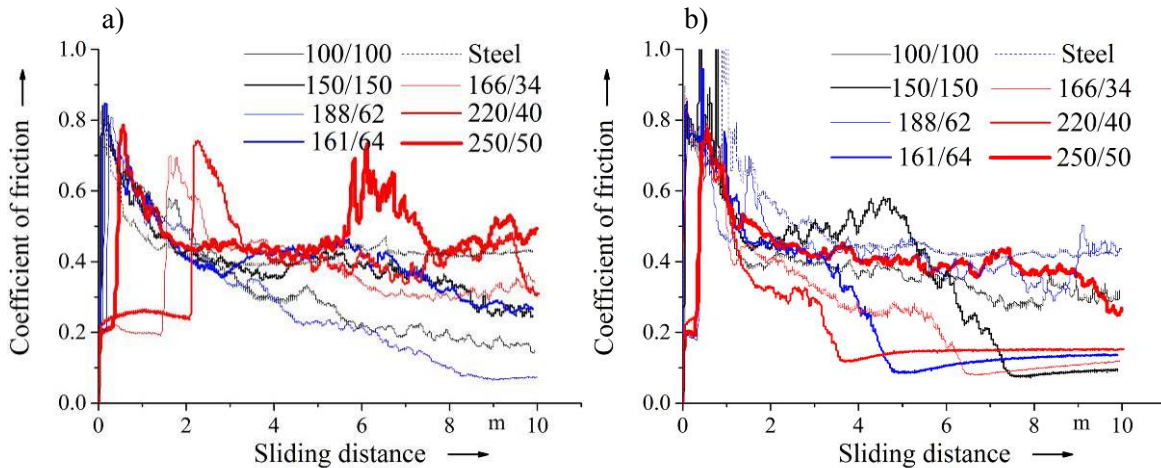 a)
1.0
0.8
0.6
0.4
0.2
0.0
Coefficient of friction
100/100 Steel
150/150 166/34
188/62 220/40
161/64 250/50
0 2 4 6 8 m 10
Sliding distance
b)
1.0
0.8
0.6
0.4
0.2
0.0
Coefficient of friction
100/100 Steel
150/150 166/34
188/62 220/40
161/64 250/50
0 2 4 6 8 m 10
Sliding distance